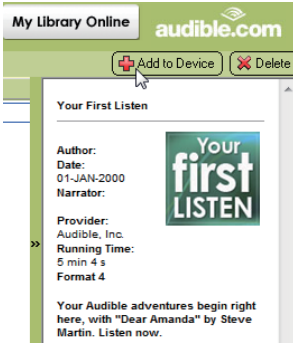 My Library Online
audible.com
Add to Device
Delete
Your First Listen
Your
first
LISTEN
Author:
Date:
01-JAN-2000
Narrator:
Provider:
Audible, Inc.
Running Time:
5 min 4 s
Format 4
»
Your Audible adventures begin right
here, with "Dear Amanda" by Steve
Martin. Listen now.